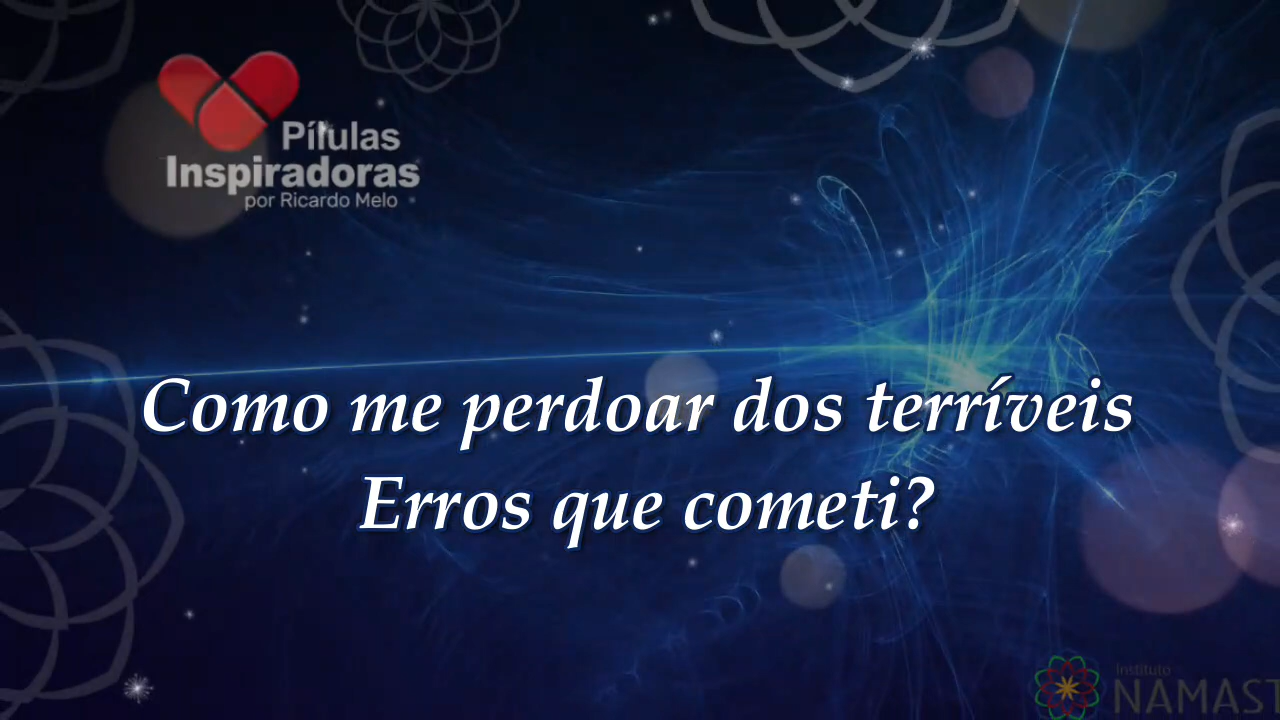 Pílulas
Inspiradoras
por Ricardo Melo
Como me perdoar dos terríveis
Erros que cometi?
Instituto
NAMAST